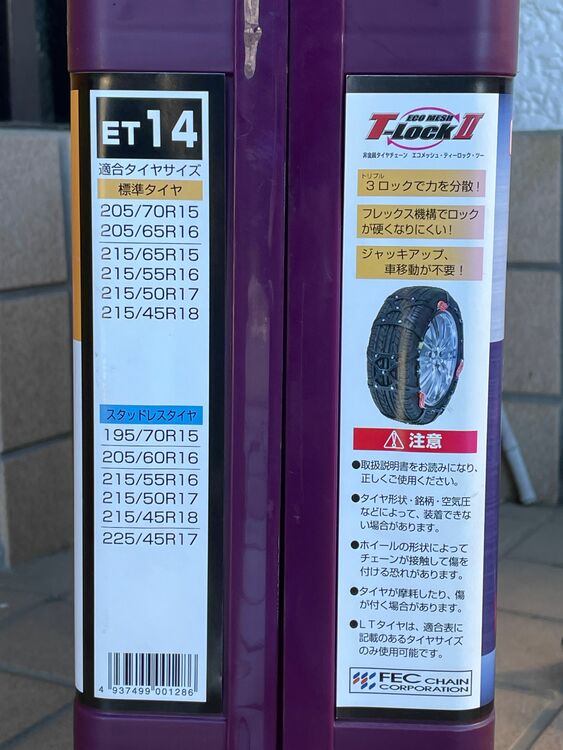 ET 14
適合タイヤサイズ
標準タイヤ
205/70R15
205/65R16
215/65R15
215/55R16
215/50R17
215/45R18
スタッドレスタイヤ
195/70R15
205/60R16
215/55R16
215/50R17
215/45R18
225/45R17
4 937499 001286
ECO MESH
T-LOCK II
非金属タイヤチェーン エコメッシュ・ティーロック・ツー
トリプル
3ロックで力を分散!
フレックス機構でロック
が硬くなりにくい!
ジャッキアップ、
車移動が不要!
注意
●取扱説明書をお読みになり、
正しくご使用ください。
●タイヤ形状・銘柄・空気圧
などによって、装着できな
い場合があります。
●ホイールの形状によって
チェーンが接触して傷を
付ける恐れがあります。
●タイヤが摩耗したり、傷
が付く場合があります。
●LTタイヤは、適合表に
記載のあるタイヤサイズ
のみ使用可能です。
FEC CHAIN
CORPORATION